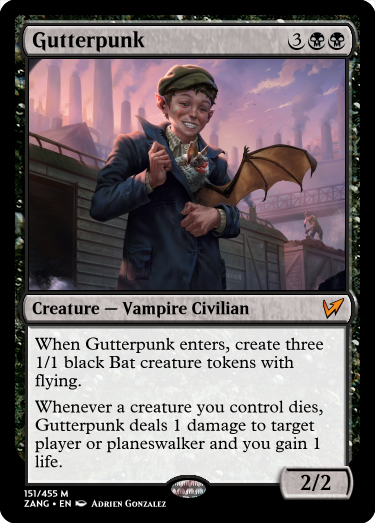 Gutterpunk 3
Creature — Vampire Civilian
When Gutterpunk enters, create three
1/1 black Bat creature tokens with
flying.
Whenever a creature you control dies,
Gutterpunk deals 1 damage to target
player or planeswalker and you gain 1
life.
2/2
151/455 M
ZANG • EN Adrien Gonzalez